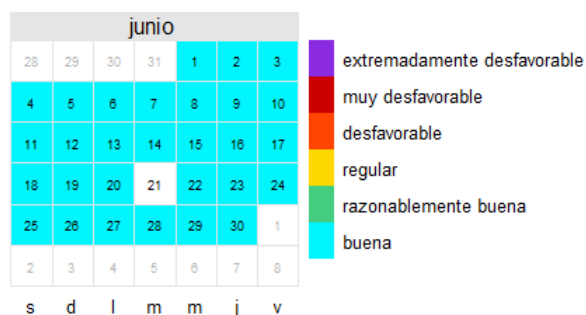 junio
28 29 30 31 1 2 3
4 5 6 7 8 9 10
11 12 13 14 15 16 17
18 19 20 21 22 23 24
25 26 27 28 29 30 1
2 3 4 5 6 7 8
s d l m m j v
extremadamente desfavorable
muy desfavorable
desfavorable
regular
razonablemente buena
buena